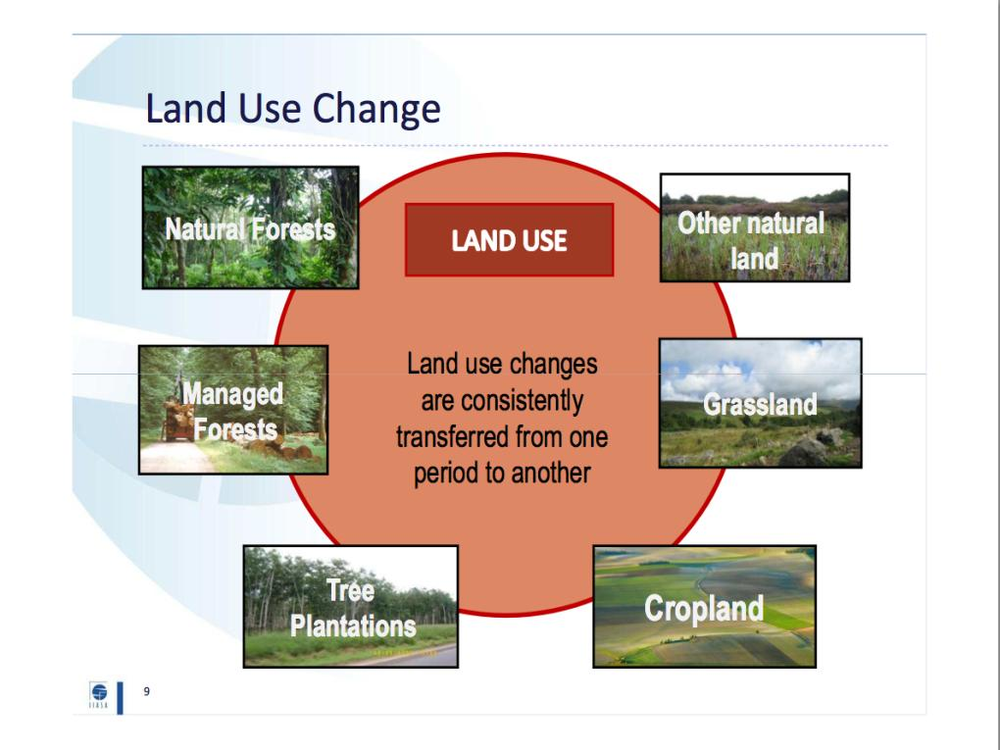 Land Use Change
Natural Forests
LAND USE
Other natural
land
Managed
Forests
Land use changes
are consistently
transferred from one
period to another
Grassland
Tree
Plantations
Cropland
IIASA
9